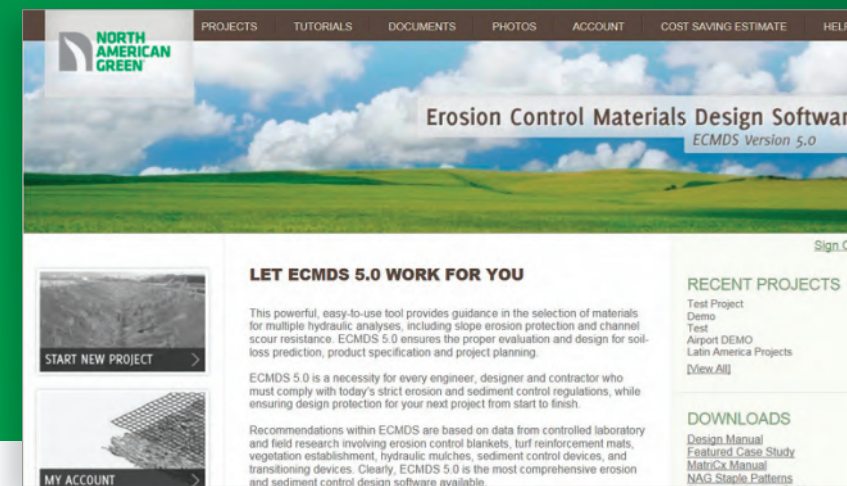 NORTH
AMERICAN
GREEN
PROJECTS TUTORIALS DOCUMENTS PHOTOS ACCOUNT COST SAVING ESTIMATE HELP
Erosion Control Materials Design Softwar
ECMDS Version 5.0
Sign
START NEW PROJECT
MY ACCOUNT
LET ECMDS 5.0 WORK FOR YOU
This powerful, easy-to-use tool provides guidance in the selection of materials
for multiple hydraulic analyses, including slope erosion protection and channel
scour resistance. ECMDS 5.0 ensures the proper evaluation and design for soil-
loss prediction, product specification and project planning.
ECMDS 5.0 is a necessity for every engineer, designer and contractor who
must comply with today's strict erosion and sediment control regulations, while
ensuring design protection for your next project from start to finish.
Recommendations within ECMDS are based on data from controlled laboratory
and field research involving erosion control blankets, turf reinforcement mats,
vegetation establishment, hydraulic mulches, sediment control devices, and
transitioning devices. Clearly, ECMDS 5.0 is the most comprehensive erosion
and sediment control design software available.
RECENT PROJECTS
Test Project
Demo
Test
Airport DEMO
Latin America Projects
[View All]
DOWNLOADS
Design Manual
Featured Case Study
MatriCx Manual
NAG Staple Patterns